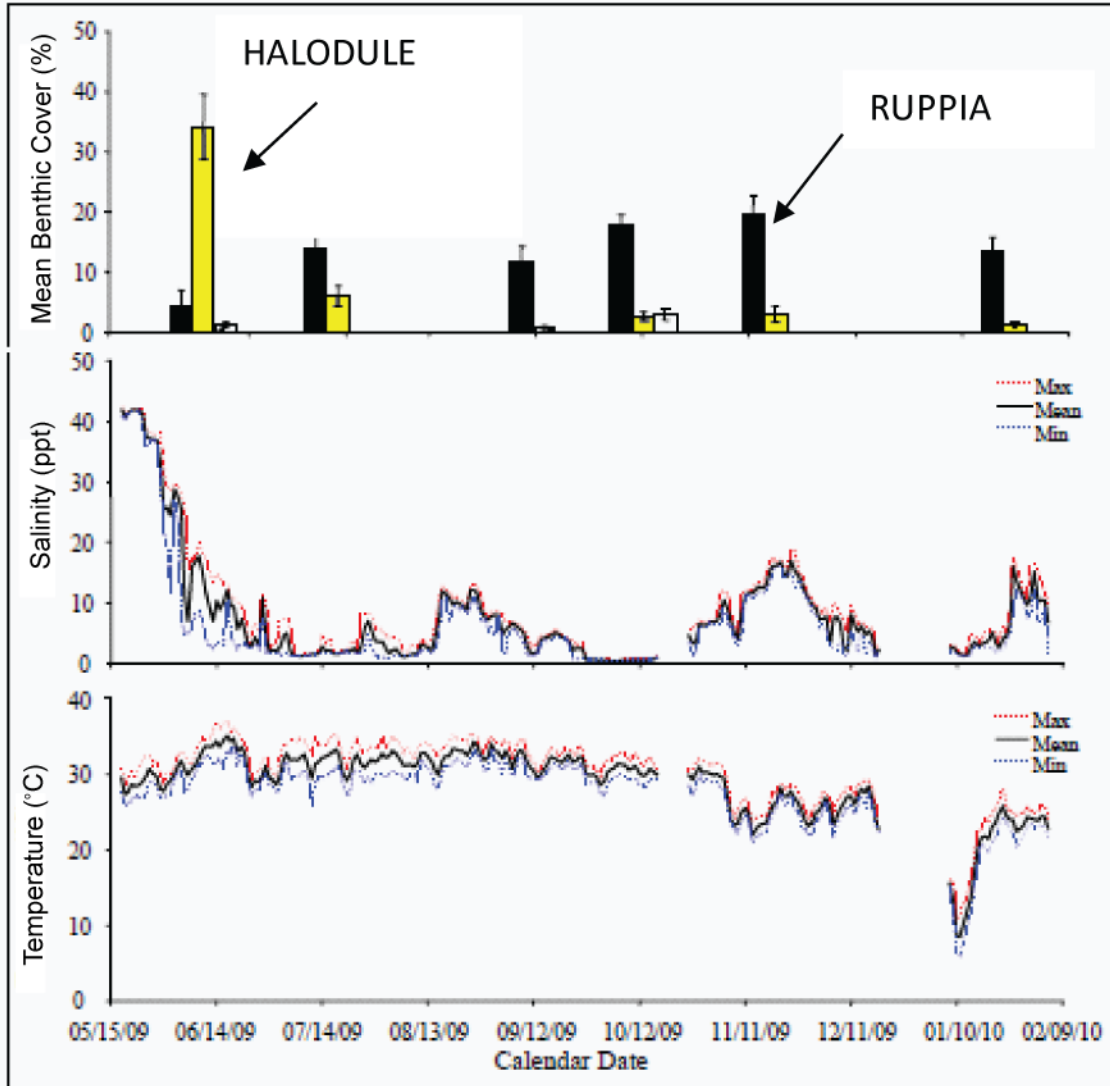 Mean Benthic Cover (%)
50
40
30
20
10
0
HALODULE
RUPPIA
Salinity (ppt)
50
40
30
20
10
0
Max
Mean
Min
Temperature (°C)
40
30
20
10
0
Max
Mean
Min
05/15/09 06/14/09 07/14/09 08/13/09 09/12/09 10/12/09 11/11/09 12/11/09 01/10/10 02/09/10
Calendar Date